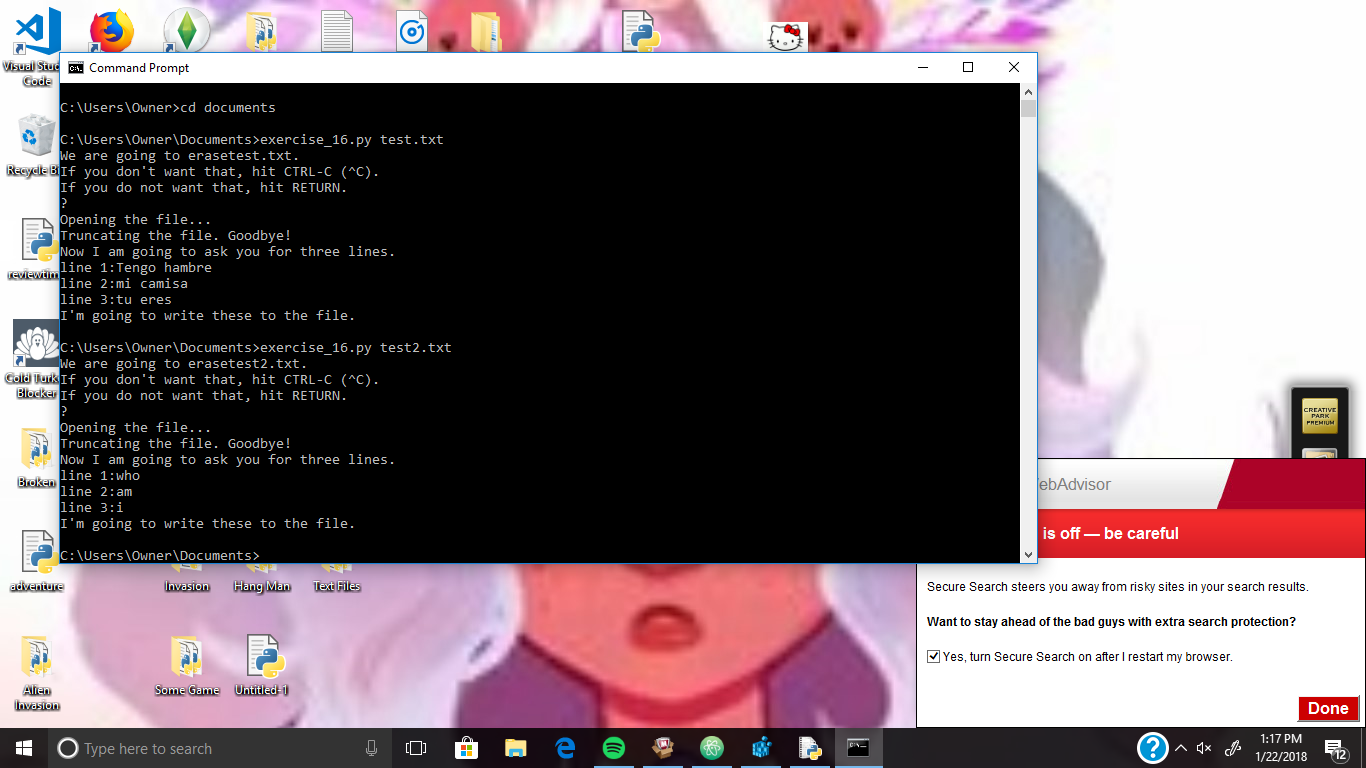 Visual Stud
Code
Recycle Bi
reviewtim
Cold Turk
Blocker
Broken
adventure
Alien
Invasion
Invasion
Hang Man
Text Files
Some Game
Untitled-1
Command Prompt
C:\Users\Owner>cd documents
C:\Users\Owner\Documents>exercise_16.py test.txt
We are going to erasetest.txt.
If you don't want that, hit CTRL-C (^C).
If you do not want that, hit RETURN.
?
Opening the file...
Truncating the file. Goodbye!
Now I am going to ask you for three lines.
line 1:Tengo hambre
line 2:mi camisa
line 3:tu eres
I'm going to write these to the file.
C:\Users\Owner\Documents>exercise_16.py test2.txt
We are going to erasetest2.txt.
If you don't want that, hit CTRL-C (^C).
If you do not want that, hit RETURN.
?
Opening the file...
Truncating the file. Goodbye!
Now I am going to ask you for three lines.
line 1:who
line 2:am
line 3:i
I'm going to write these to the file.
C:\Users\Owner\Documents>
CREATIVE
PARK
PREMIUM
ebAdvisor
is off — be careful
Secure Search steers you away from risky sites in your search results.
Want to stay ahead of the bad guys with extra search protection?
Yes, turn Secure Search on after I restart my browser.
Done
Type here to search
1:17 PM
1/22/2018
12